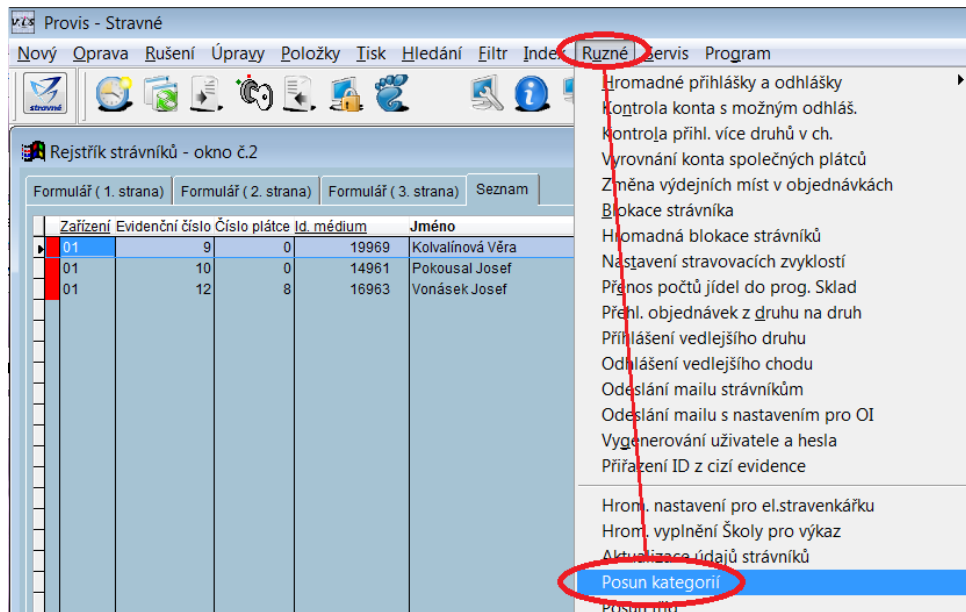 Provis - Stravné
Nový Oprava Rušení Úpravy Položky Tisk Hledání Filtr Index Ruzné Servis Program
stravné
Hromadné přihlášky a odhlášky
Kontrola konta s možným odhláš.
Kontrola přihl. více druhů v ch.
Vyrovnání konta společných plátců
Změna výdejních míst v objednávkách
Blokace strávníka
Hromadná blokace strávníků
Nastavení stravovacích zvyklostí
Přenos počtů jídel do prog. Sklad
Přehl. objednávek z druhu na druh
Přihlášení vedlejšího druhu
Odhlášení vedlejšího chodu
Odeslání mailu strávníkům
Odeslání mailu s nastavením pro OI
Vygenerování uživatele a hesla
Přiřazení ID z cizí evidence
Hrom. nastavení pro el.stravenkářku
Hrom. vyplnění Školy pro výkaz
Aktualizace údajů strávníků
Posun kategorií
Posun tříd
Rejstřík strávníků - okno č.2
Formulář ( 1. strana) Formulář ( 2. strana) Formulář ( 3. strana) Seznam
Zařízení Evidenční číslo Číslo plátce Id. médium Jméno
01 9 0 19969 Kolvalínová Věra
01 10 0 14961 Pokousal Josef
01 12 8 16963 Vonásek Josef